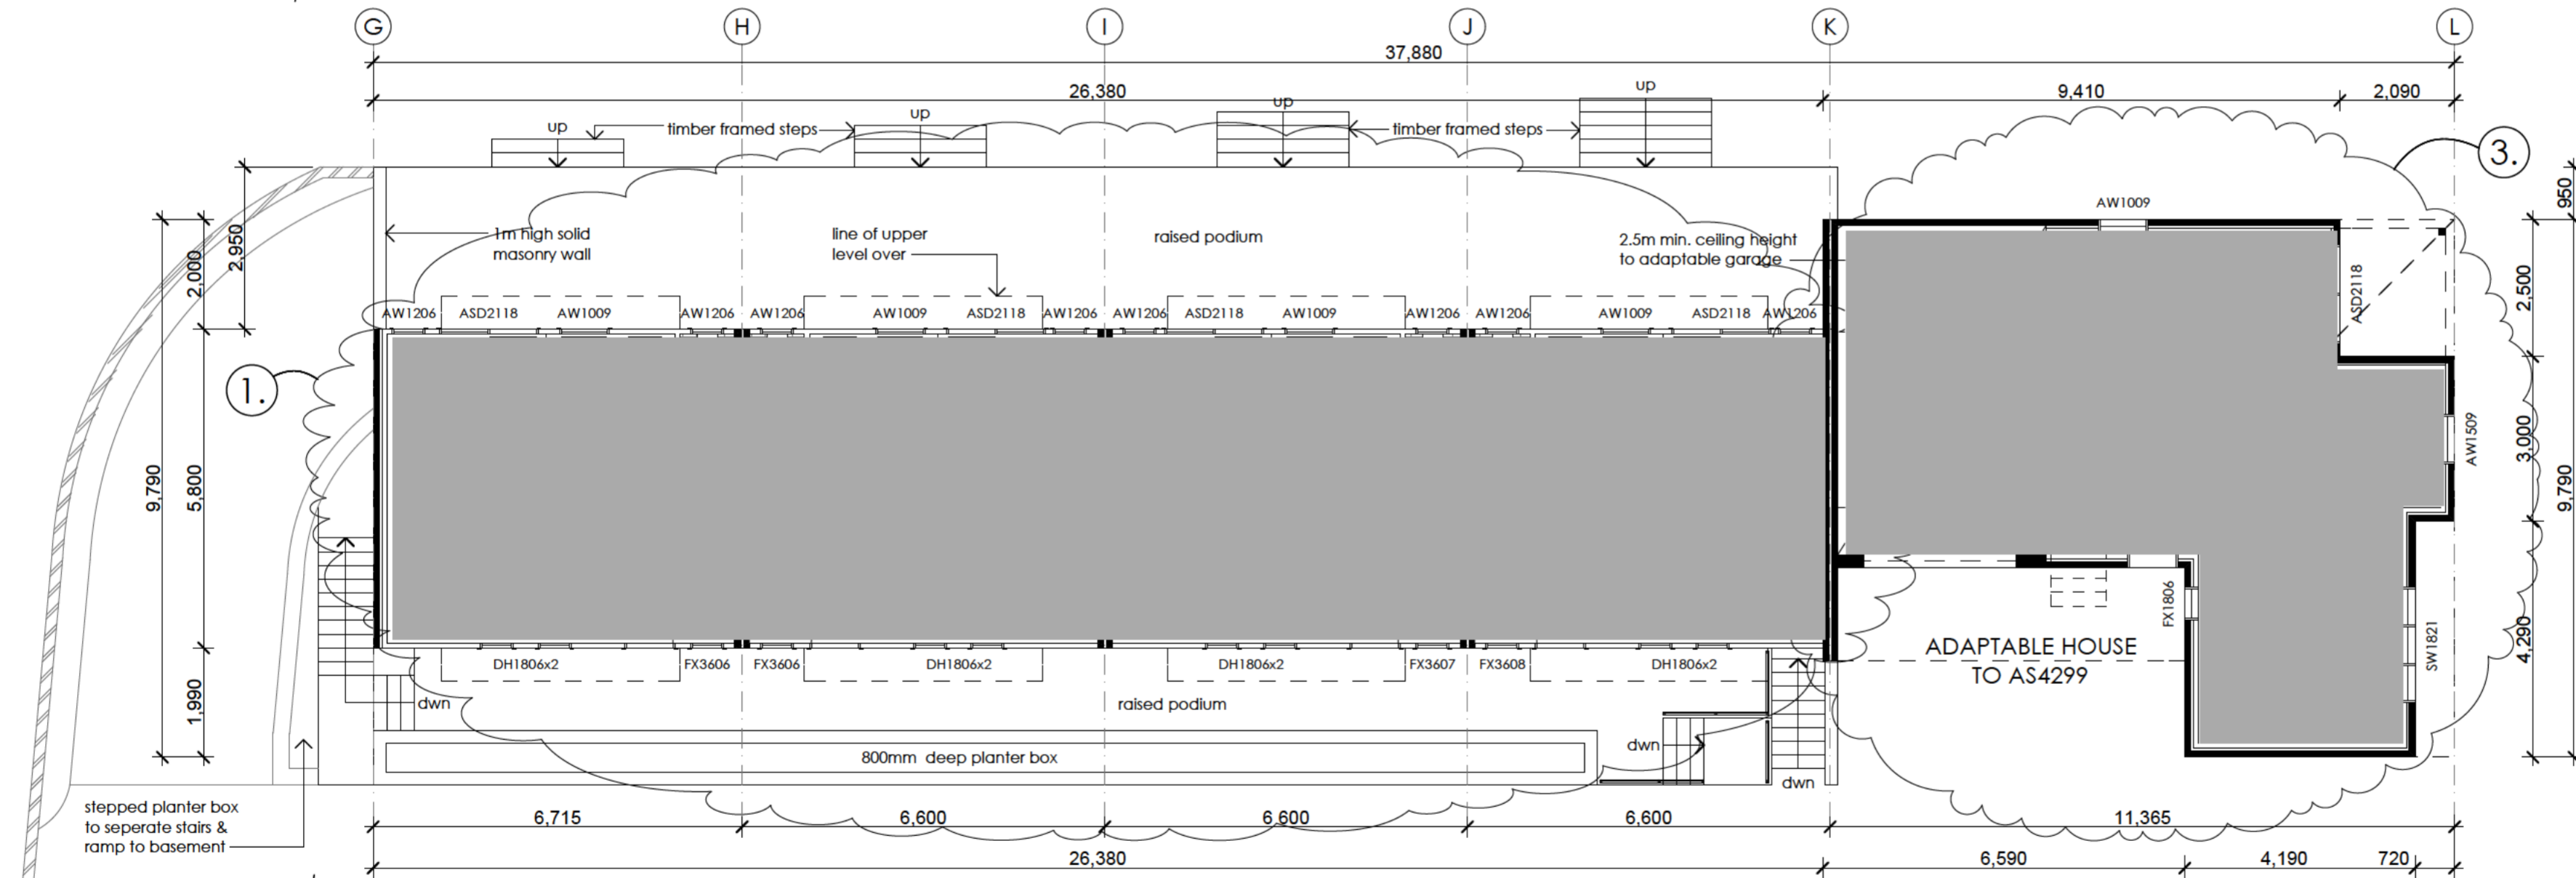 G
H
I
J
K
L
37,880
26,380
9,410
2,090
up
up
up
up
timber framed steps
timber framed steps
3.
950
AW1009
2,000
2,950
1m high solid
masonry wall
line of upper
level over
raised podium
2.5m min. ceiling height
to adaptable garage
2,500
ASD2118
AW1206
ASD2118
AW1009
AW1206
AW1206
AW1009
ASD2118
AW1206
AW1206
ASD2118
AW1009
AW1206
AW1206
AW1009
ASD2118
AW1206
1.
9,790
5,800
3,000
9,790
AW1509
FX1806
SW1821
4,290
ADAPTABLE HOUSE
TO AS4299
DH1806x2
FX3606
FX3606
DH1806x2
DH1806x2
FX3607
FX3608
DH1806x2
1,990
dwn
raised podium
dwn
800mm deep planter box
dwn
stepped planter box
to seperate stairs &
ramp to basement
6,715
6,600
6,600
6,600
11,365
26,380
6,590
4,190
720